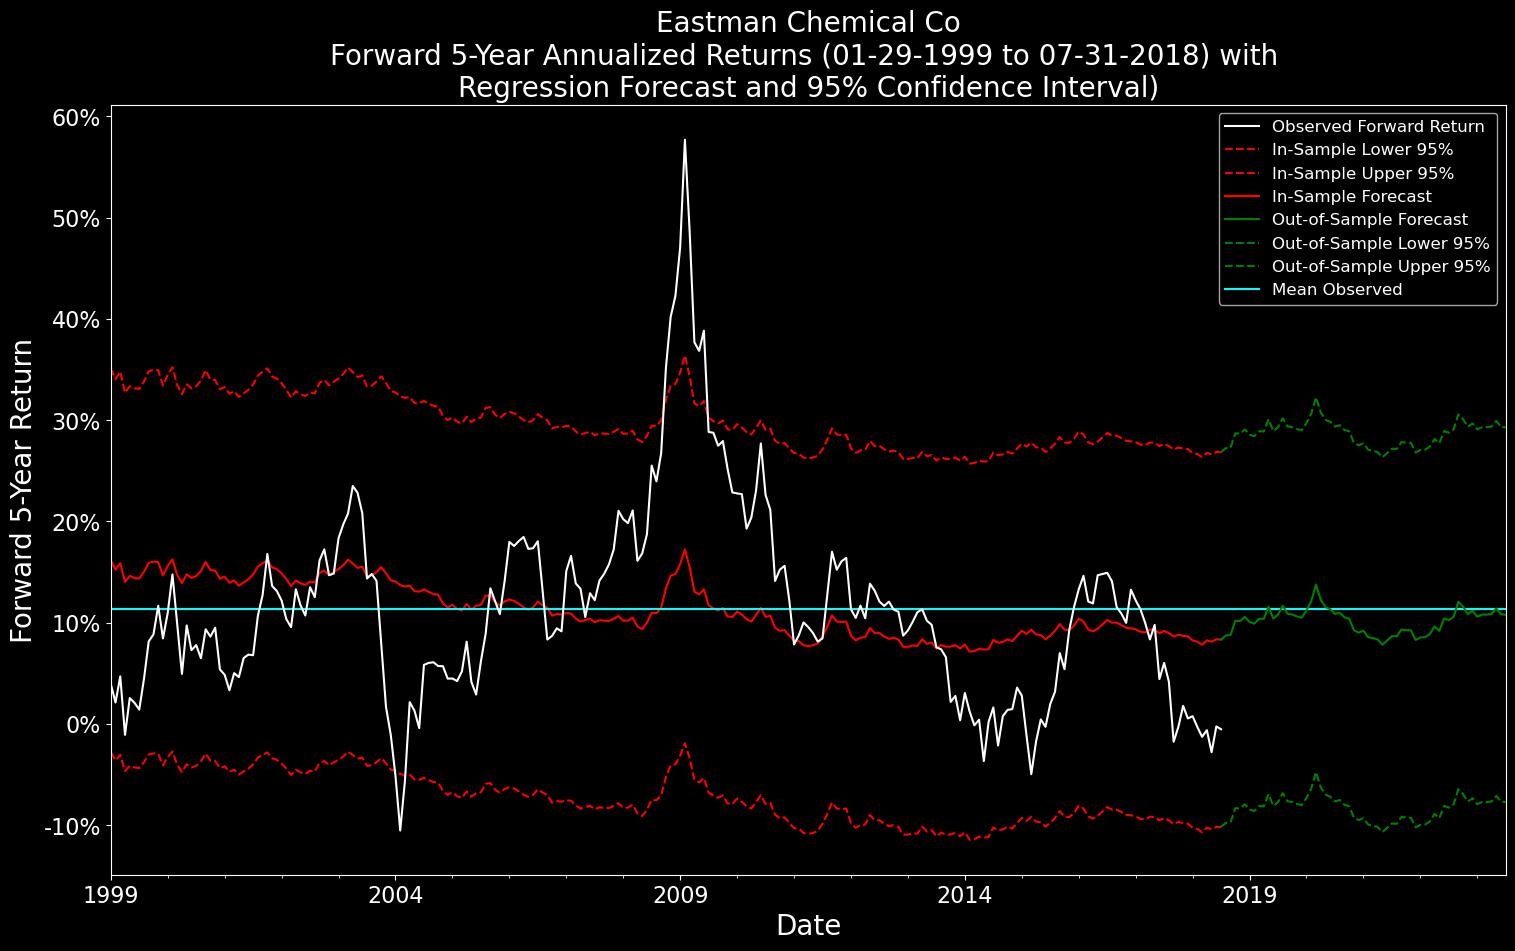 Eastman Chemical Co
Forward 5-Year Annualized Returns (01-29-1999 to 07-31-2018) with
Regression Forecast and 95% Confidence Interval)
Forward 5-Year Return
60%
50%
40%
30%
20%
10%
0%
-10%
Observed Forward Return
In-Sample Lower 95%
In-Sample Upper 95%
In-Sample Forecast
Out-of-Sample Forecast
Out-of-Sample Lower 95%
Out-of-Sample Upper 95%
Mean Observed
1999 2004 2009 2014 2019
Date